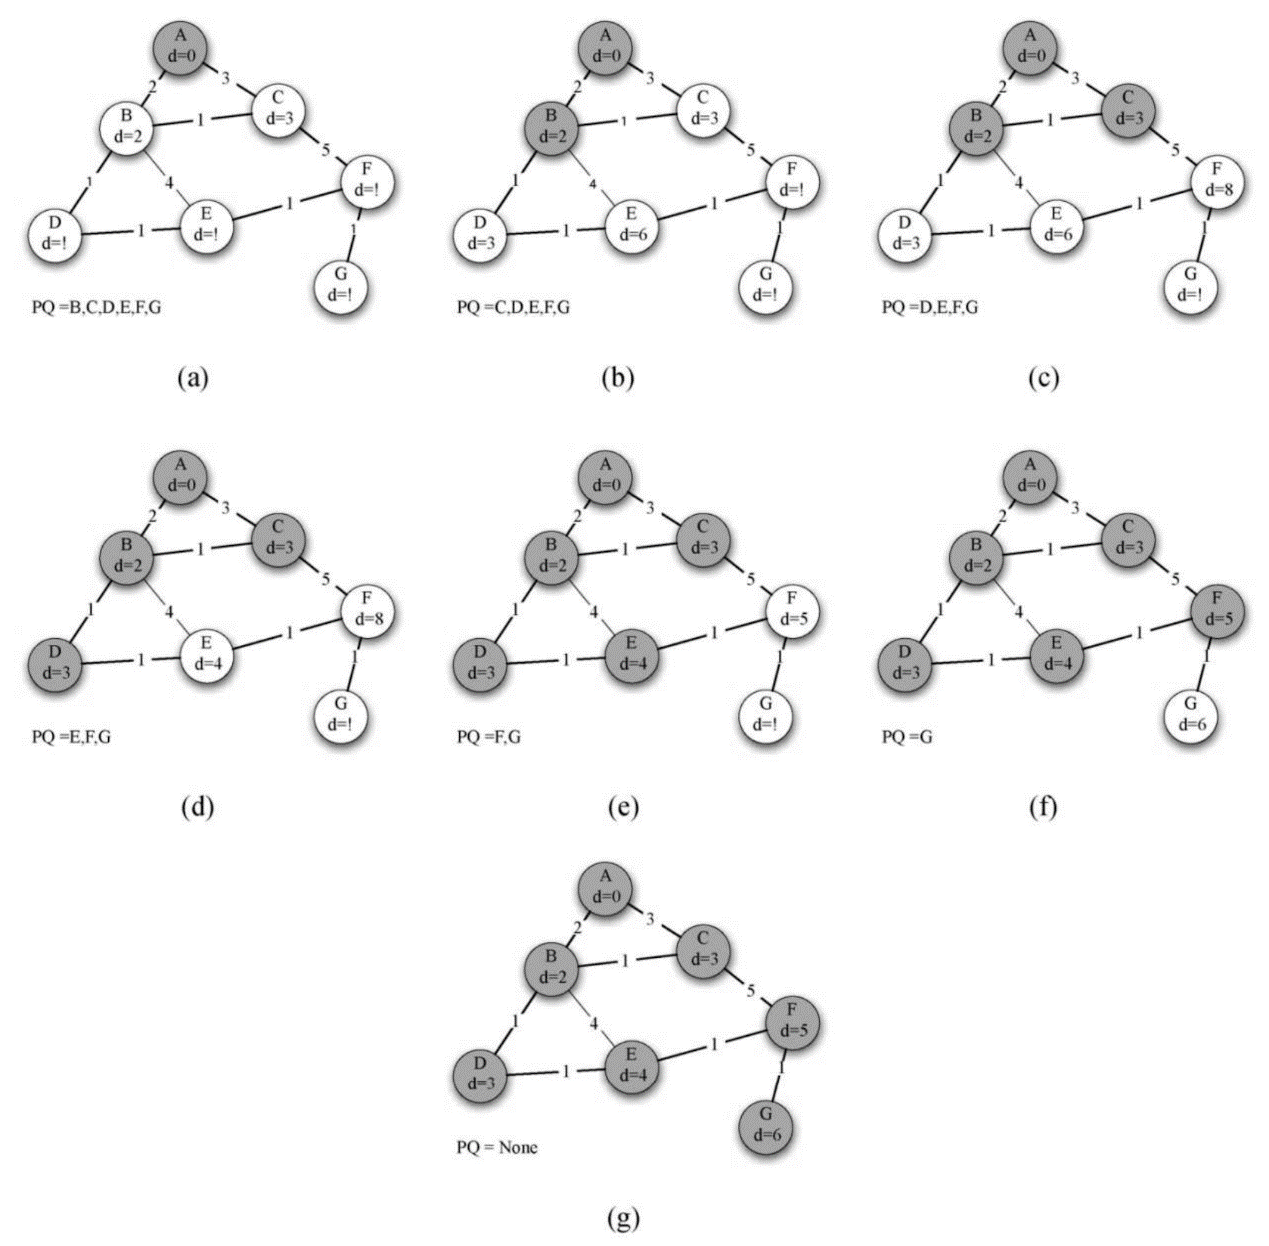 A
d=0
2
3
B
d=2
1
C
d=3
5
1
4
F
d=!
D
d=!
1
E
d=!
1
1
G
d=!
PQ =B,C,D,E,F,G
(a)
A
d=0
2
3
B
d=2
1
C
d=3
5
1
4
F
d=!
D
d=3
1
E
d=6
1
1
G
d=!
PQ =C,D,E,F,G
(b)
A
d=0
2
3
B
d=2
1
C
d=3
5
1
4
F
d=8
D
d=3
1
E
d=6
1
1
G
d=!
PQ =D,E,F,G
(c)
A
d=0
2
3
B
d=2
1
C
d=3
5
1
4
F
d=8
D
d=3
1
E
d=4
1
1
G
d=!
PQ =E,F,G
(d)
A
d=0
2
3
B
d=2
1
C
d=3
5
1
4
F
d=5
D
d=3
1
E
d=4
1
1
G
d=!
PQ =F,G
(e)
A
d=0
2
3
B
d=2
1
C
d=3
5
1
4
F
d=5
D
d=3
1
E
d=4
1
1
G
d=6
PQ =G
(f)
A
d=0
2
3
B
d=2
1
C
d=3
5
1
4
F
d=5
D
d=3
1
E
d=4
1
1
G
d=6
PQ = None
(g)